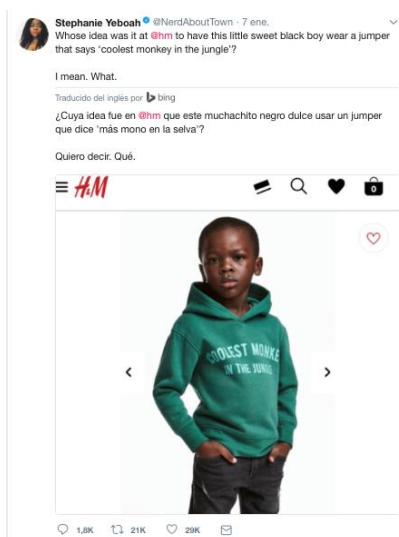 Stephanie Yeboah @NerdAboutTown · 7 ene.
Whose idea was it at @hm to have this little sweet black boy wear a jumper
that says 'coolest monkey in the jungle'?
I mean. What.
Traducido del inglés por bing
¿Cuya idea fue en @hm que este muchachito negro dulce usar un jumper
que dice 'más mono en la selva'?
Quiero decir. Qué.
H&M
0
COOLEST MONKE
IN THE JUNG
1,8K 21K 29K